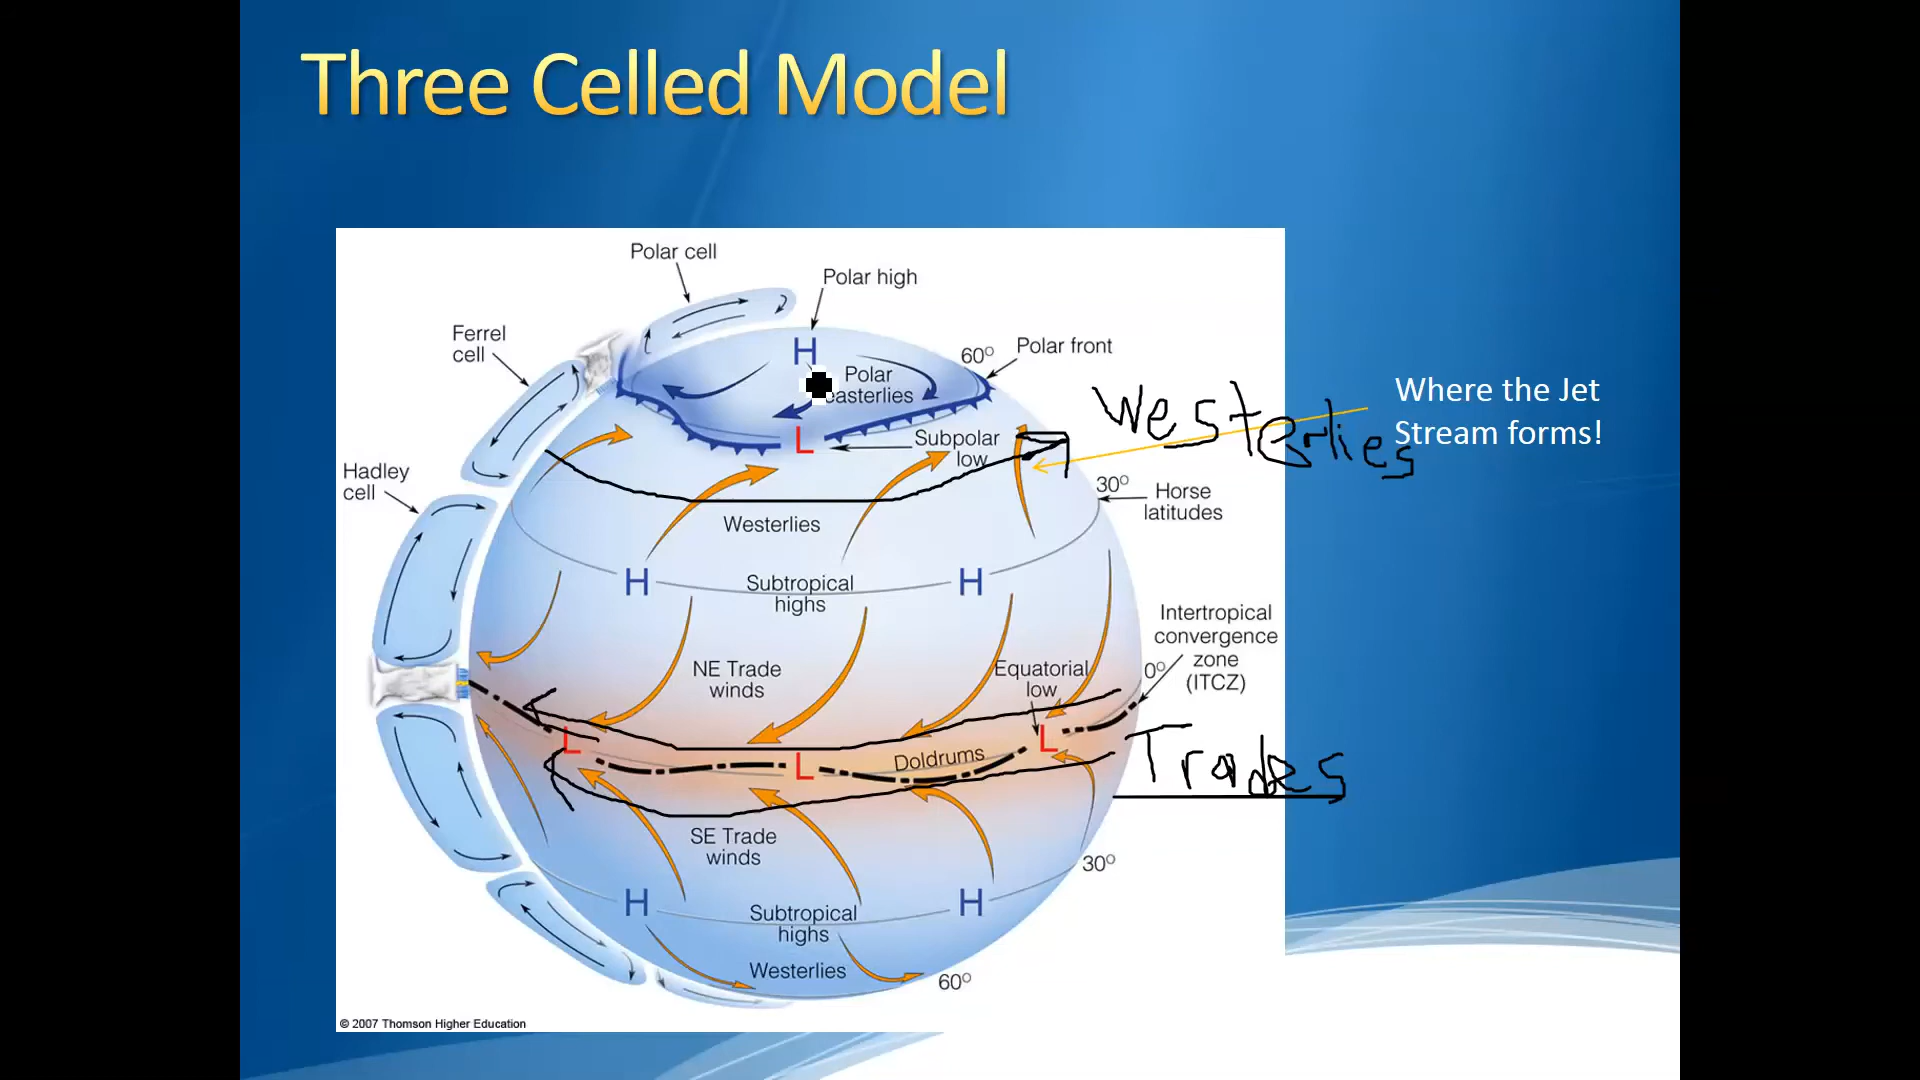 Three Celled Model
Polar cell
Polar high
Ferrel
cell
H
60°
Polar front
Polar
easterlies
Where the Jet
Stream forms!
Westerlies
L
Subpolar
low
Hadley
cell
30°
Horse
latitudes
Westerlies
H
Subtropical
highs
H
Intertropical
convergence
zone
(ITCZ)
NE Trade
winds
Equatorial
low
0°
L
L
Doldrums
L
Trades
SE Trade
winds
30°
H
Subtropical
highs
H
Westerlies
60°
© 2007 Thomson Higher Education